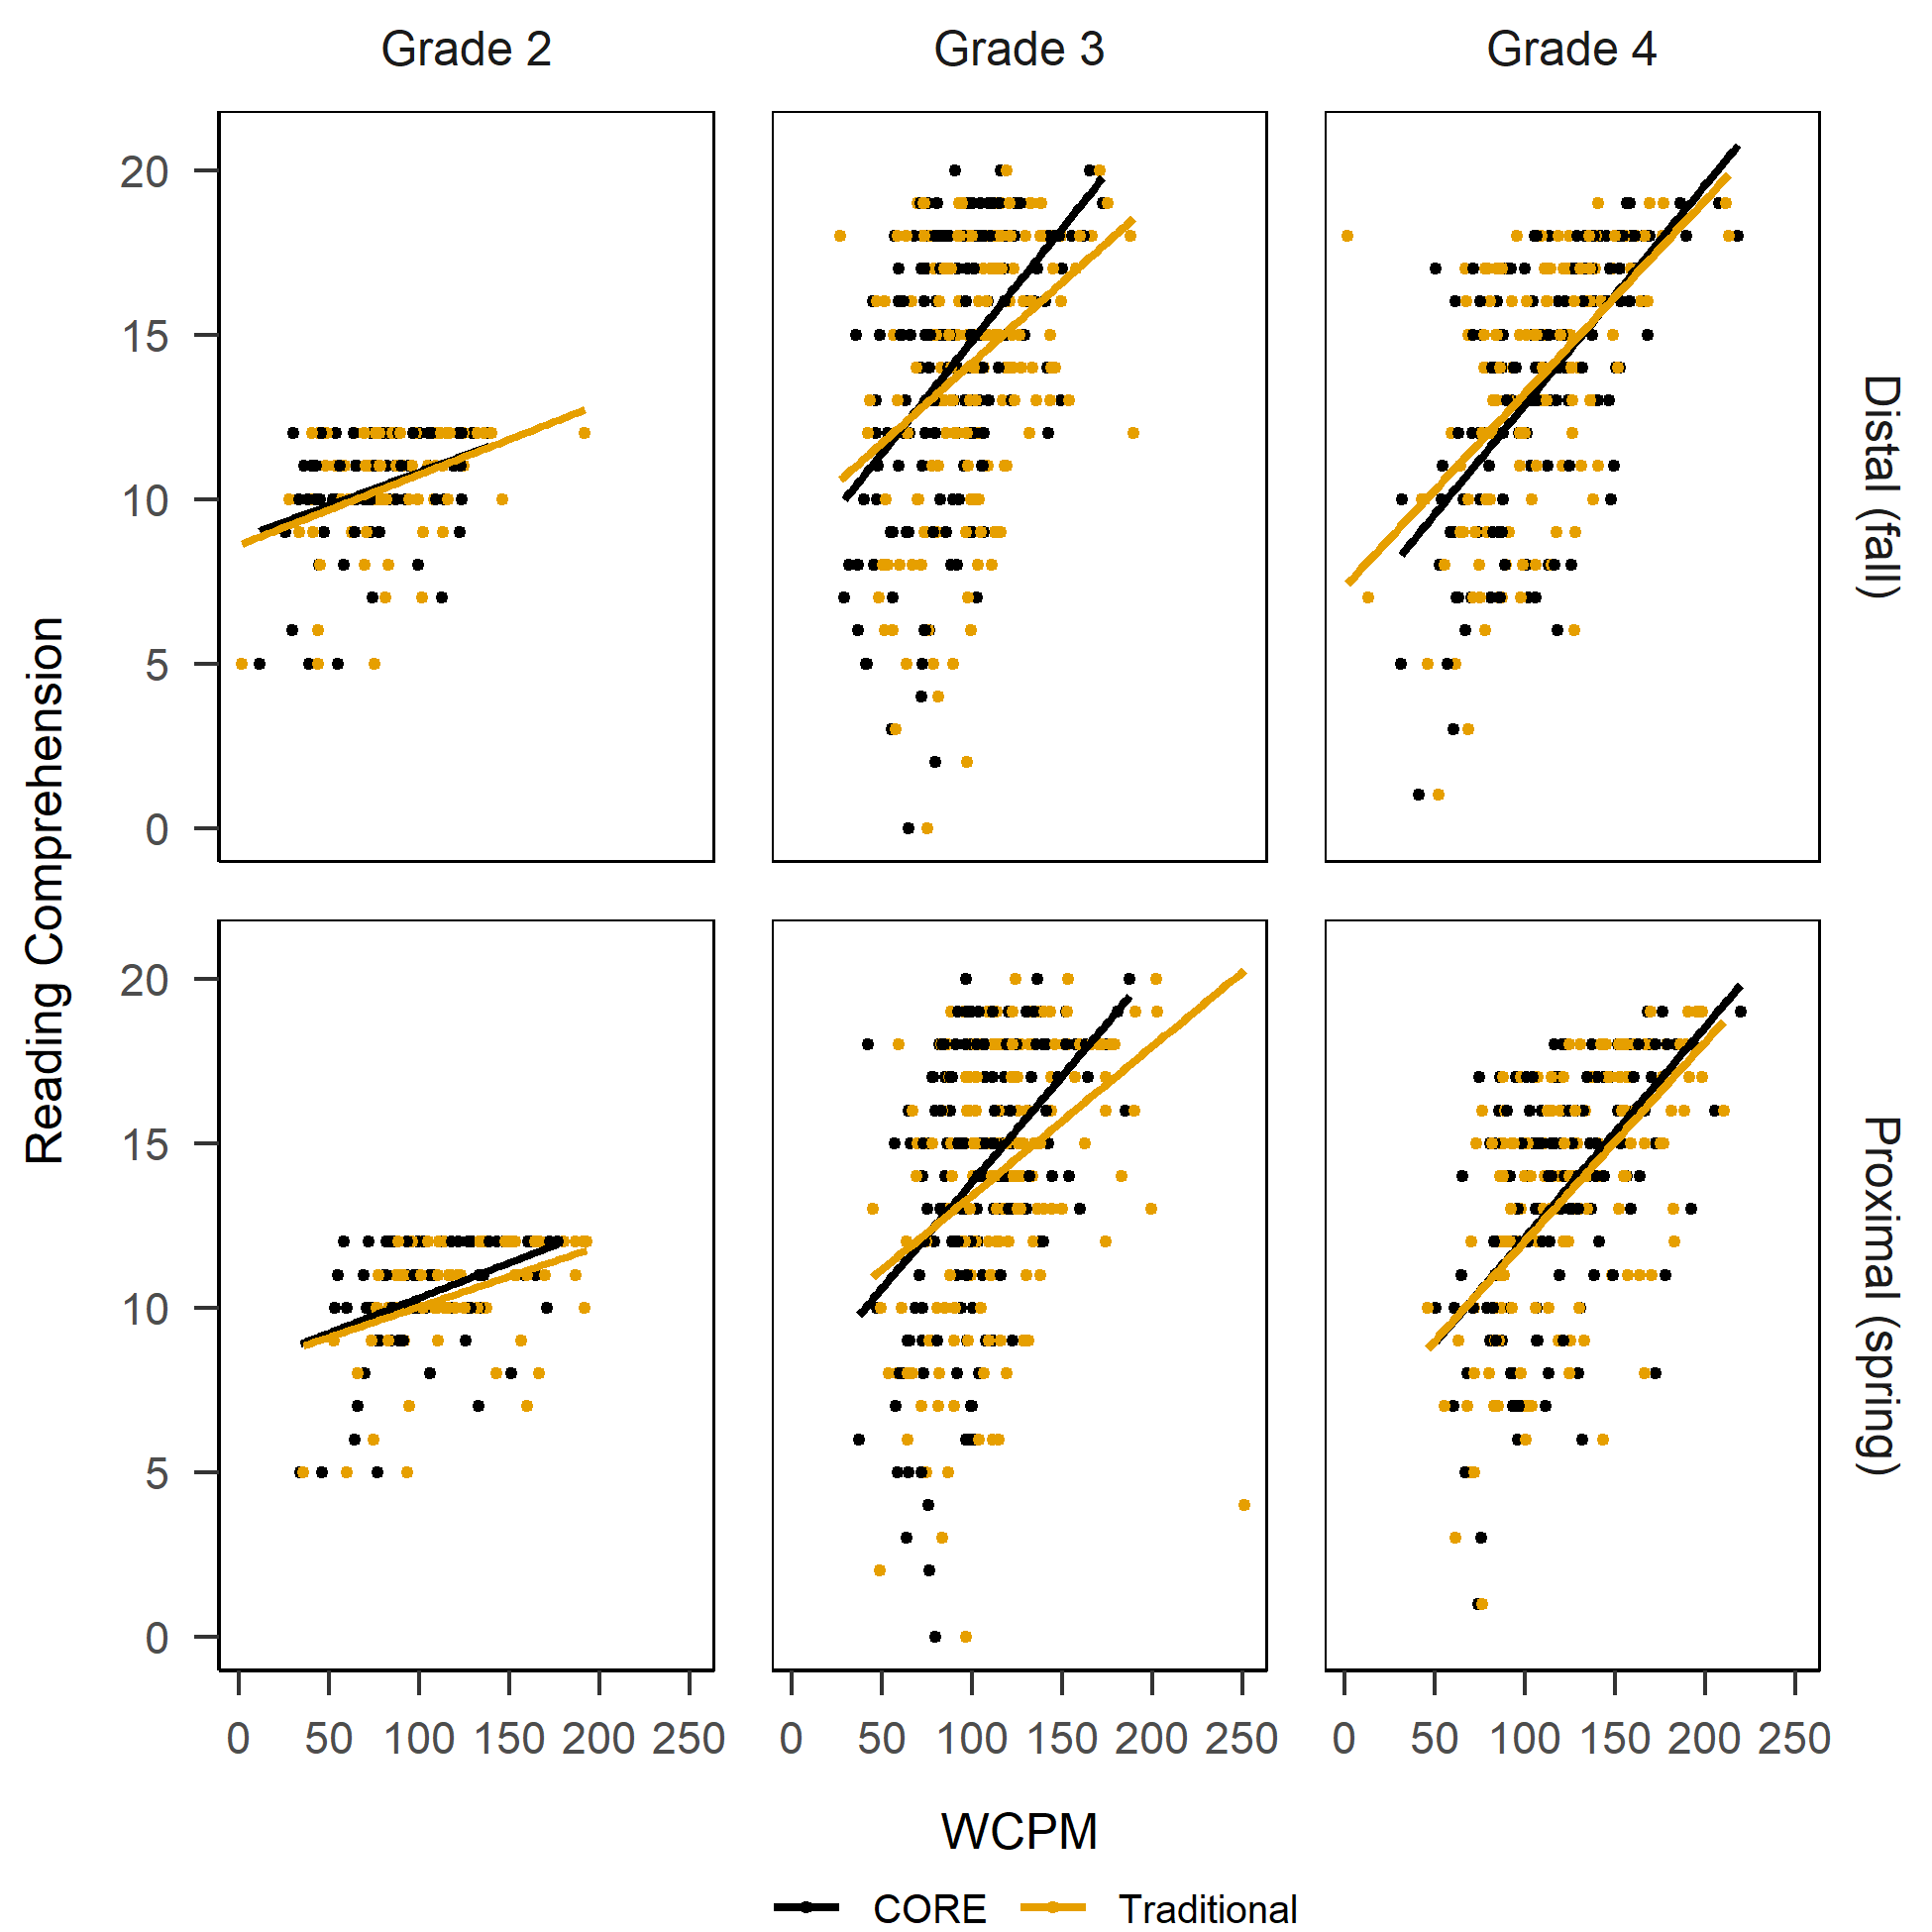 Grade 2 Grade 3 Grade 4
20
15
10
5
0
Distal (fall)
Reading Comprehension
20
15
10
5
0
Proximal (spring)
0 50 100 150 200 250 0 50 100 150 200 250 0 50 100 150 200 250
WCPM
CORE Traditional